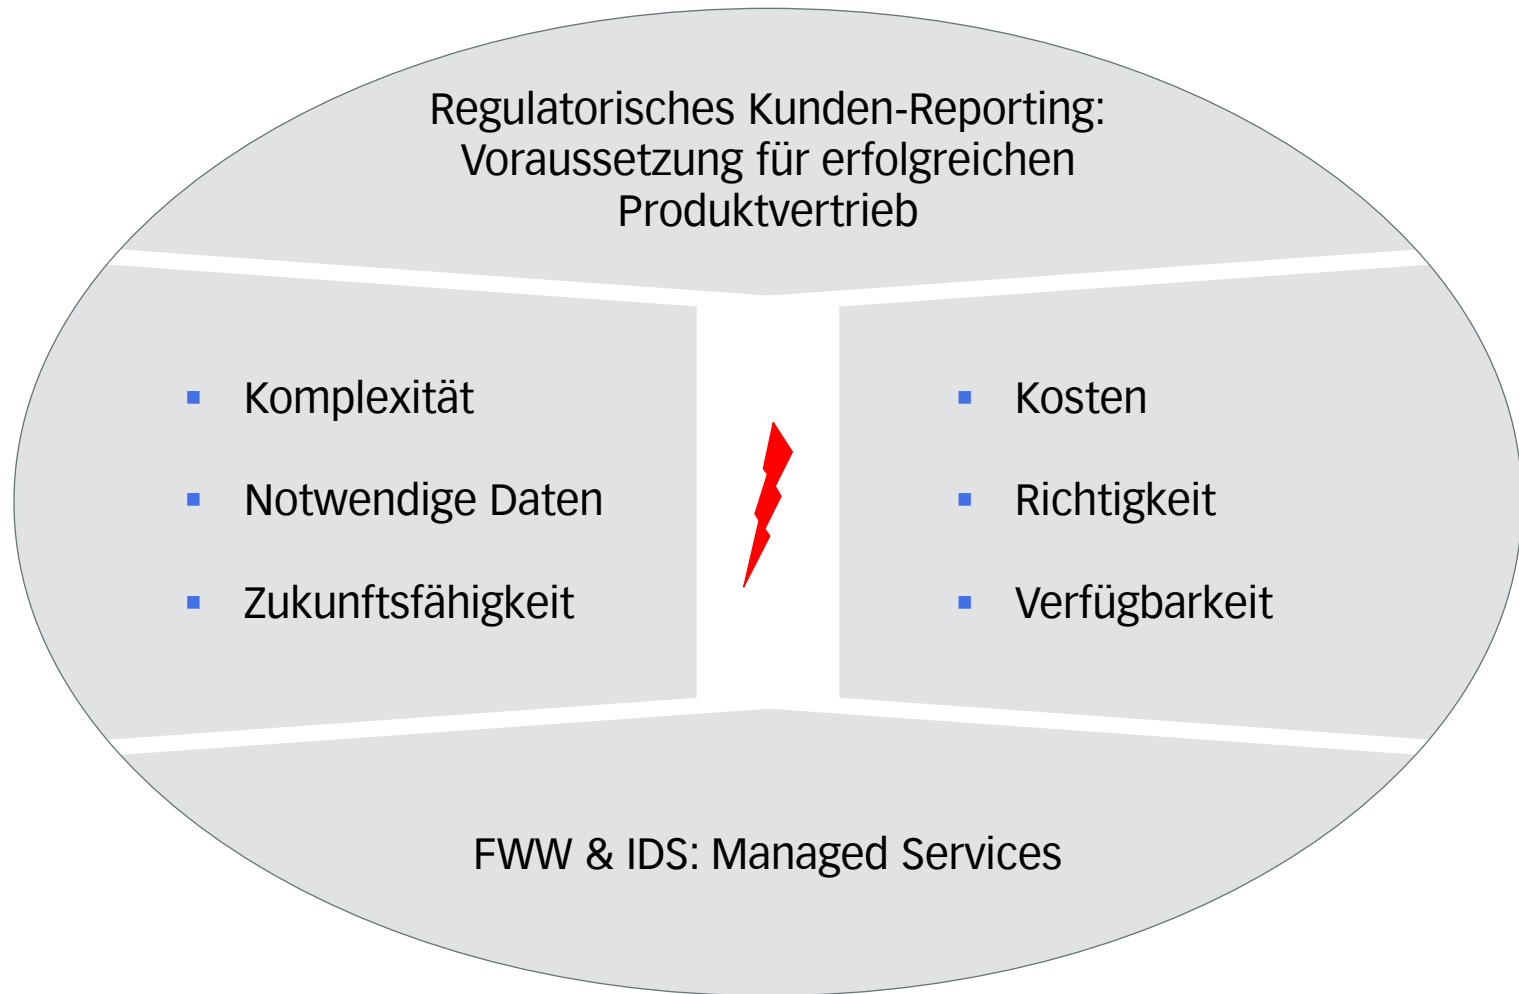 Regulatorisches Kunden-Reporting:
Voraussetzung für erfolgreichen
Produktvertrieb
Komplexität
Notwendige Daten
Zukunftsfähigkeit
Kosten
Richtigkeit
Verfügbarkeit
FWW & IDS: Managed Services